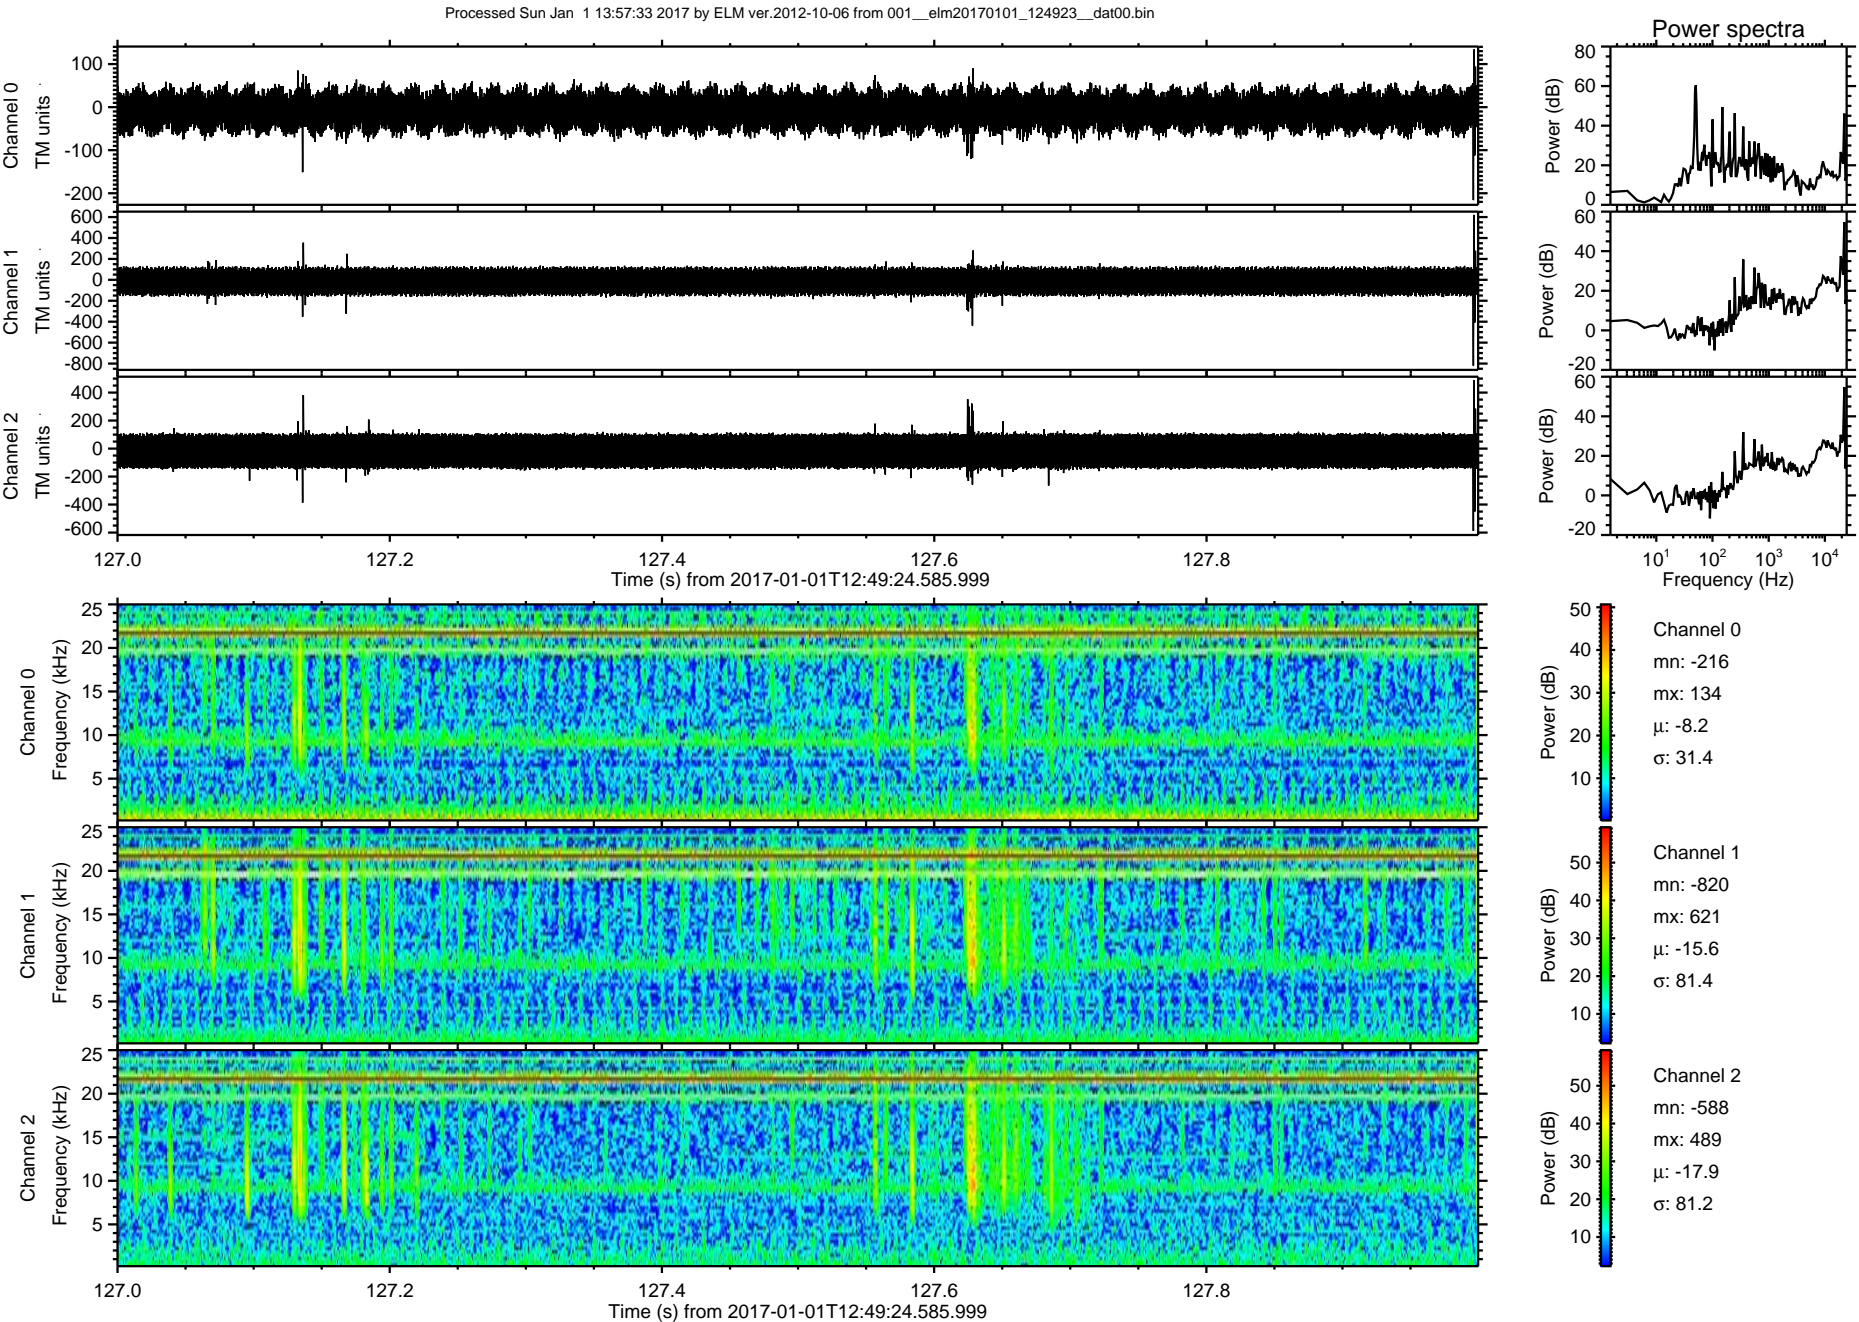 Processed Sun Jan  1 13:57:33 2017 by ELM ver.2012-10-06 from 001__elm20170101_124923__dat00.bin
Power spectra
Channel 0
TM units
100
0
-100
-200
Power (dB)
80
60
40
20
0
Channel 1
TM units
600
400
200
0
-200
-400
-600
-800
Power (dB)
60
40
20
0
-20
Channel 2
TM units
400
200
0
-200
-400
-600
Power (dB)
60
40
20
0
-20
127.0 127.2 127.4 127.6 127.8
Time (s) from 2017-01-01T12:49:24.585.999
10¹ 10² 10³ 10⁴
Frequency (Hz)
Channel 0
Frequency (kHz)
25
20
15
10
5
Power (dB)
50
40
30
20
10
Channel 0
mn: -216
mx: 134
μ: -8.2
σ: 31.4
Channel 1
Frequency (kHz)
25
20
15
10
5
Power (dB)
50
40
30
20
10
Channel 1
mn: -820
mx: 621
μ: -15.6
σ: 81.4
Channel 2
Frequency (kHz)
25
20
15
10
5
Power (dB)
50
40
30
20
10
Channel 2
mn: -588
mx: 489
μ: -17.9
σ: 81.2
127.0 127.2 127.4 127.6 127.8
Time (s) from 2017-01-01T12:49:24.585.999